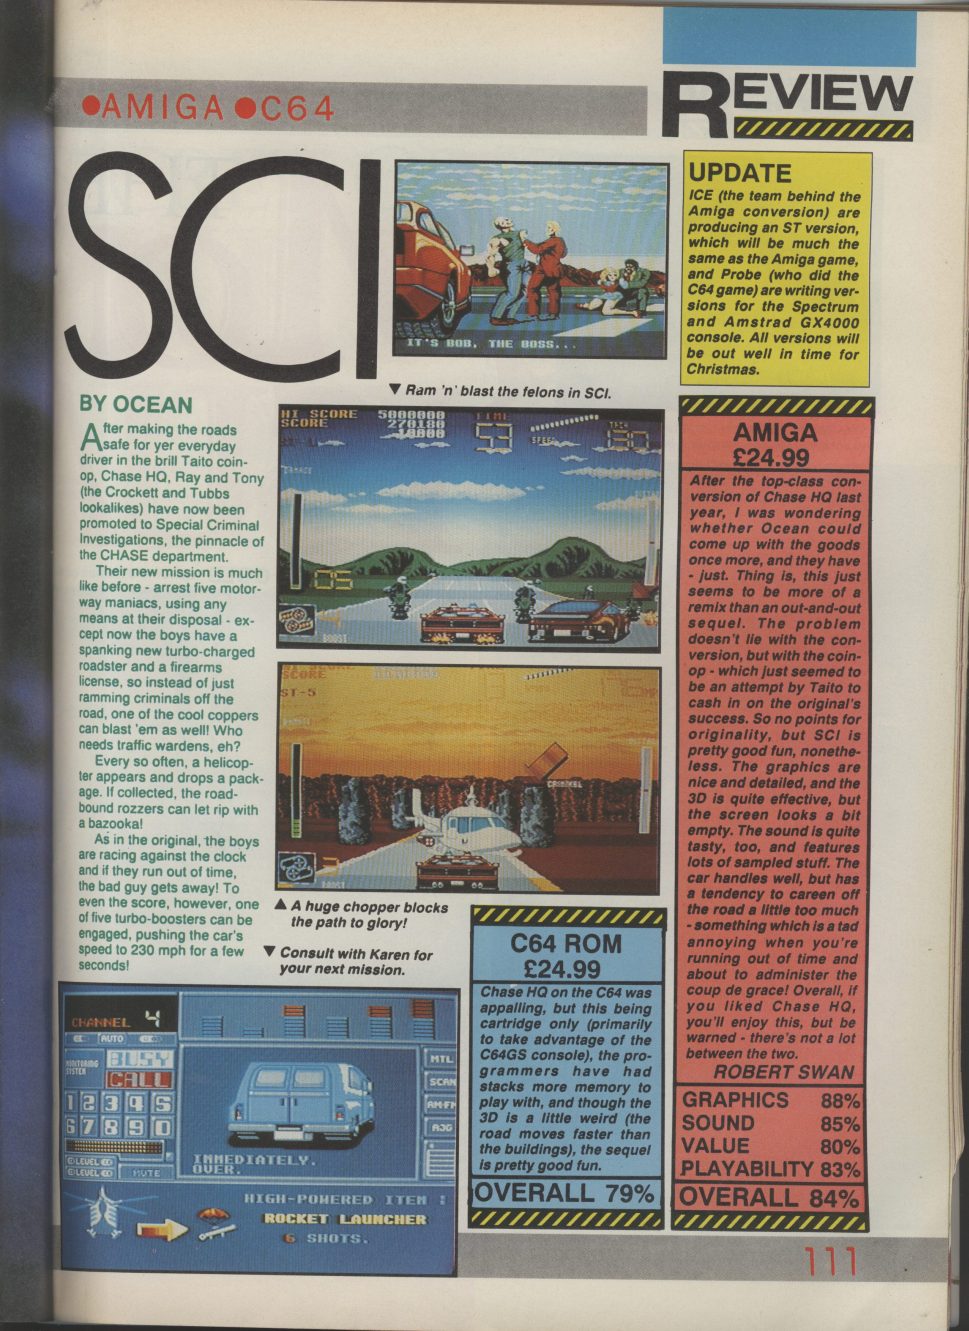 ●AMIGA ●C64
REVIEW
SCI
IT'S BOB, THE BOSS...
▼ Ram 'n' blast the felons in SCI.
UPDATE
ICE (the team behind the
Amiga conversion) are
producing an ST version,
which will be much the
same as the Amiga game,
and Probe (who did the
C64 game) are writing ver-
sions for the Spectrum
and Amstrad GX4000
console. All versions will
be out well in time for
Christmas.
BY OCEAN
After making the roads
safe for yer everyday
driver in the brill Taito coin-
op, Chase HQ, Ray and Tony
(the Crockett and Tubbs
lookalikes) have now been
promoted to Special Criminal
Investigations, the pinnacle of
the CHASE department.
Their new mission is much
like before - arrest five motor-
way maniacs, using any
means at their disposal - ex-
cept now the boys have a
spanking new turbo-charged
roadster and a firearms
license, so instead of just
ramming criminals off the
road, one of the cool coppers
can blast 'em as well! Who
needs traffic wardens, eh?
Every so often, a helicop-
ter appears and drops a pack-
age. If collected, the road-
bound rozzers can let rip with
a bazooka!
As in the original, the boys
are racing against the clock
and if they run out of time,
the bad guy gets away! To
even the score, however, one
of five turbo-boosters can be
engaged, pushing the car's
speed to 230 mph for a few
seconds!
HI SCORE 5000000
SCORE 270180
TIME
53
SPEED
DAMAGE
BOOST
SCORE
ST-5
CRIMINAL
BOOST
▲ A huge chopper blocks
the path to glory!
▼ Consult with Karen for
your next mission.
CHANNEL 4
AUTO
MONITORING
SYSTEM
BUSY
CALL
1 2 3 4 5
6 7 8 9 0
LEVEL
LEVEL
MUTE
MTL
SCAN
AM-FM
ADJ
IMMEDIATELY.
OVER.
HIGH-POWERED ITEM :
ROCKET LAUNCHER
6 SHOTS.
C64 ROM
£24.99
Chase HQ on the C64 was
appalling, but this being
cartridge only (primarily
to take advantage of the
C64GS console), the pro-
grammers have had
stacks more memory to
play with, and though the
3D is a little weird (the
road moves faster than
the buildings), the sequel
is pretty good fun.
OVERALL 79%
AMIGA
£24.99
After the top-class con-
version of Chase HQ last
year, I was wondering
whether Ocean could
come up with the goods
once more, and they have
- just. Thing is, this just
seems to be more of a
remix than an out-and-out
sequel. The problem
doesn't lie with the con-
version, but with the coin-
op - which just seemed to
be an attempt by Taito to
cash in on the original's
success. So no points for
originality, but SCI is
pretty good fun, nonethe-
less. The graphics are
nice and detailed, and the
3D is quite effective, but
the screen looks a bit
empty. The sound is quite
tasty, too, and features
lots of sampled stuff. The
car handles well, but has
a tendency to careen off
the road a little too much
- something which is a tad
annoying when you're
running out of time and
about to administer the
coup de grace! Overall, if
you liked Chase HQ,
you'll enjoy this, but be
warned - there's not a lot
between the two.
ROBERT SWAN
GRAPHICS 88%
SOUND 85%
VALUE 80%
PLAYABILITY 83%
OVERALL 84%
111